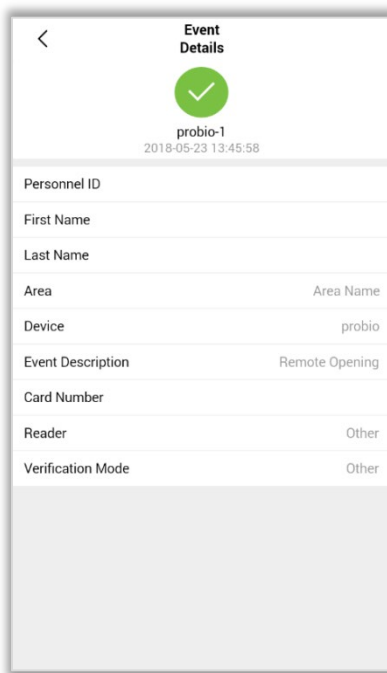 Event
Details
probio-1
2018-05-23 13:45:58
Personnel ID
First Name
Last Name
Area Area Name
Device probio
Event Description Remote Opening
Card Number
Reader Other
Verification Mode Other